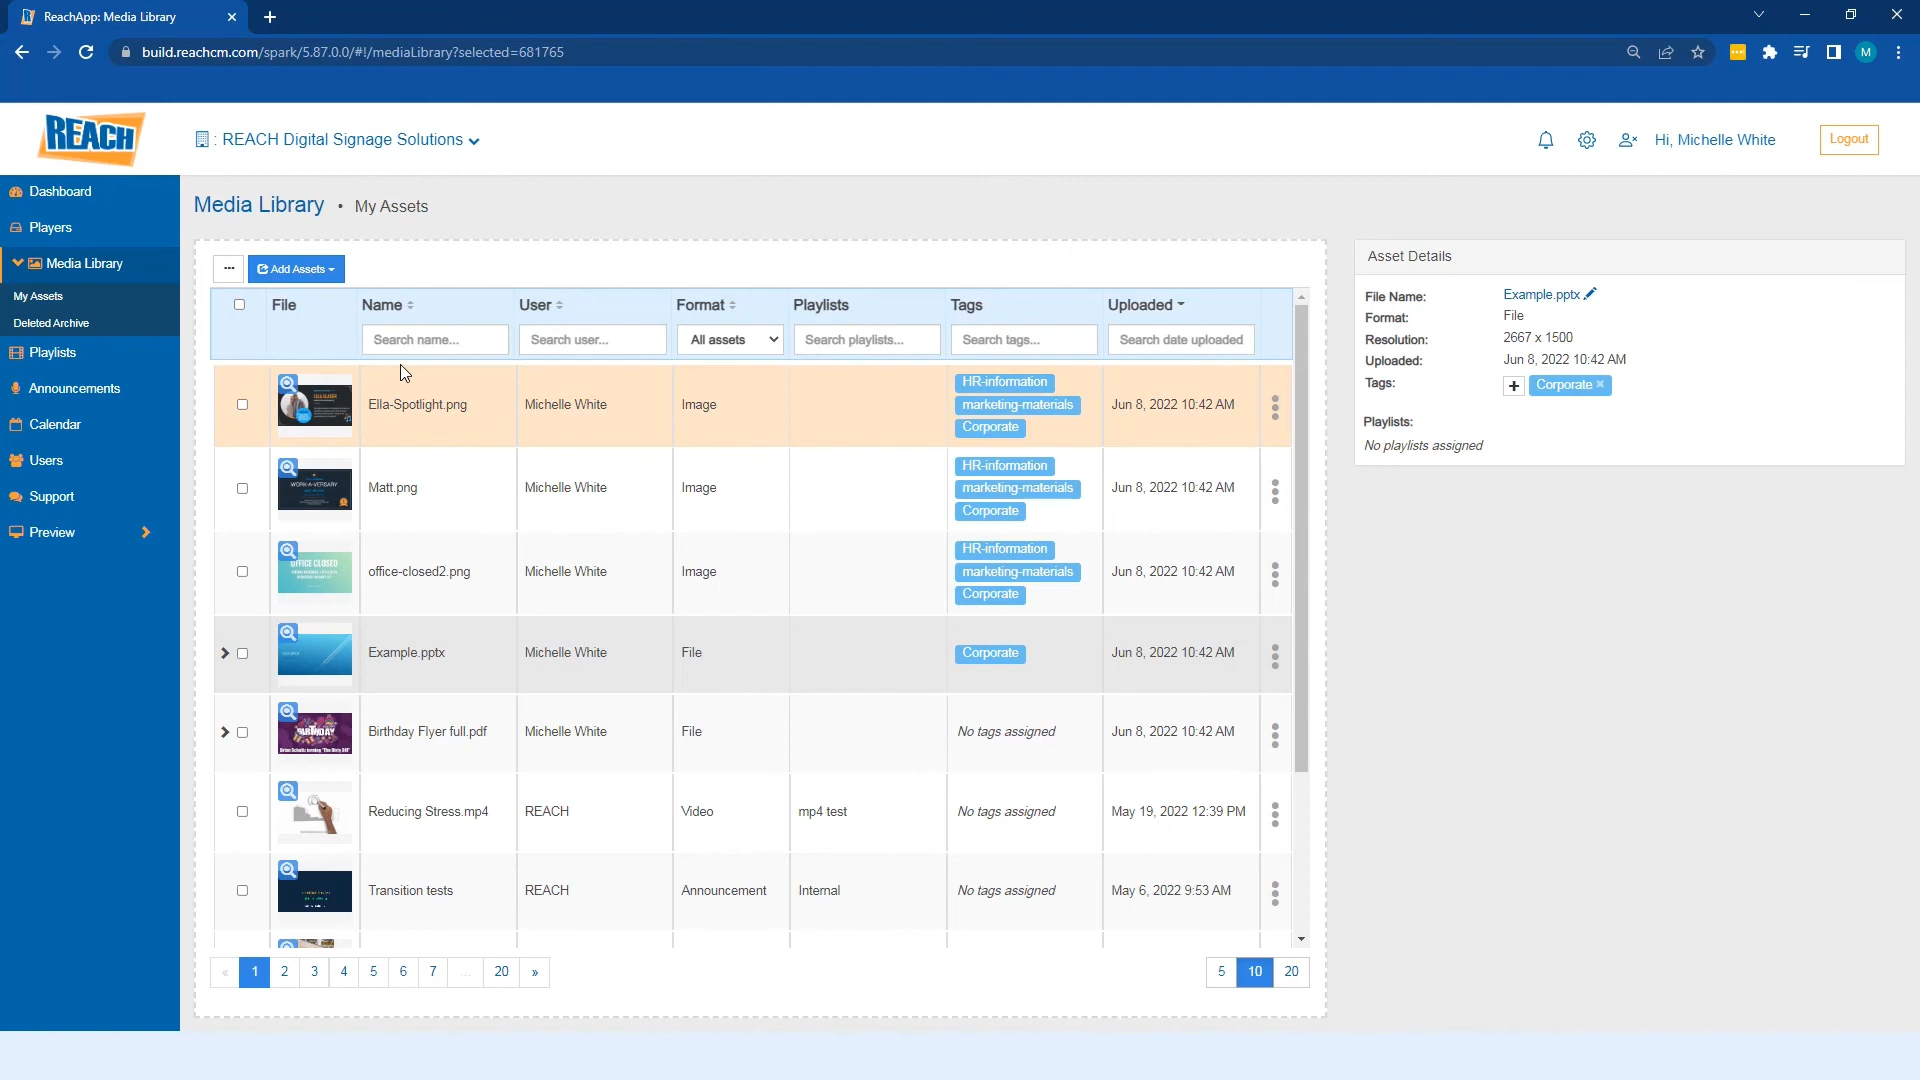 ReachApp: Media Library
build.reachcm.com/spark/5.87.0.0/#!/mediaLibrary?selected=681765
M
REACH
: REACH Digital Signage Solutions
Hi, Michelle White
Logout
Dashboard
Players
Media Library
My Assets
Deleted Archive
Playlists
Announcements
Calendar
Users
Support
Preview
Media Library • My Assets
... Add Assets
File Name User Format Playlists Tags Uploaded
Search name... Search user... All assets Search playlists... Search tags... Search date uploaded
Ella-Spotlight.png Michelle White Image HR-information marketing-materials Corporate Jun 8, 2022 10:42 AM
WORK-A-VERSARY
Matt.png Michelle White Image HR-information marketing-materials Corporate Jun 8, 2022 10:42 AM
OFFICE CLOSED
office-closed2.png Michelle White Image HR-information marketing-materials Corporate Jun 8, 2022 10:42 AM
Example.pptx Michelle White File Corporate Jun 8, 2022 10:42 AM
Birthday Flyer full.pdf Michelle White File No tags assigned Jun 8, 2022 10:42 AM
Reducing Stress.mp4 REACH Video mp4 test No tags assigned May 19, 2022 12:39 PM
Transition tests REACH Announcement Internal No tags assigned May 6, 2022 9:53 AM
« 1 2 3 4 5 6 7 ... 20 »
5 10 20
Asset Details
File Name: Example.pptx
Format: File
Resolution: 2667 x 1500
Uploaded: Jun 8, 2022 10:42 AM
Tags: + Corporate ×
Playlists:
No playlists assigned